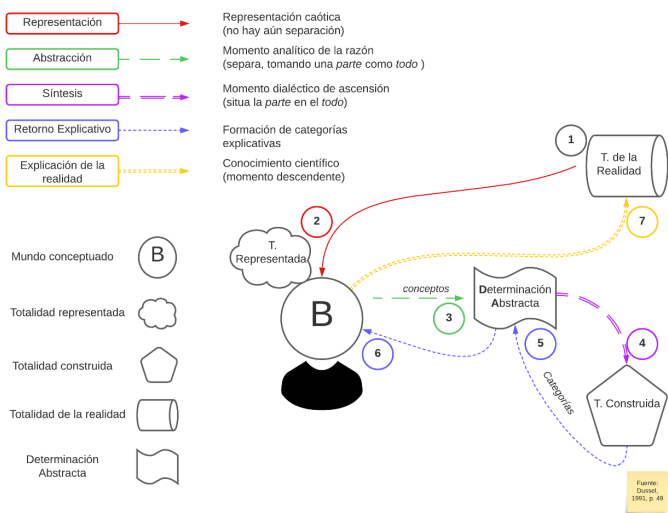 Representación
Representación caótica
(no hay aún separación)
Abstracción
Momento analítico de la razón
(separa, tomando una parte como todo )
Síntesis
Momento dialéctico de ascensión
(situa la parte en el todo)
Retorno Explicativo
Formación de categorías
explicativas
Explicación de la
realidad
Conocimiento científico
(momento descendente)
1
T. de la
Realidad
2
7
T.
Representada
Mundo conceptuado
B
B
conceptos
Determinación
Abstracta
3
4
5
6
Totalidad representada
Totalidad construida
Categorías
T. Construida
Totalidad de la realidad
Determinación
Abstracta
Fuente:
Dussel,
1991, p. 49